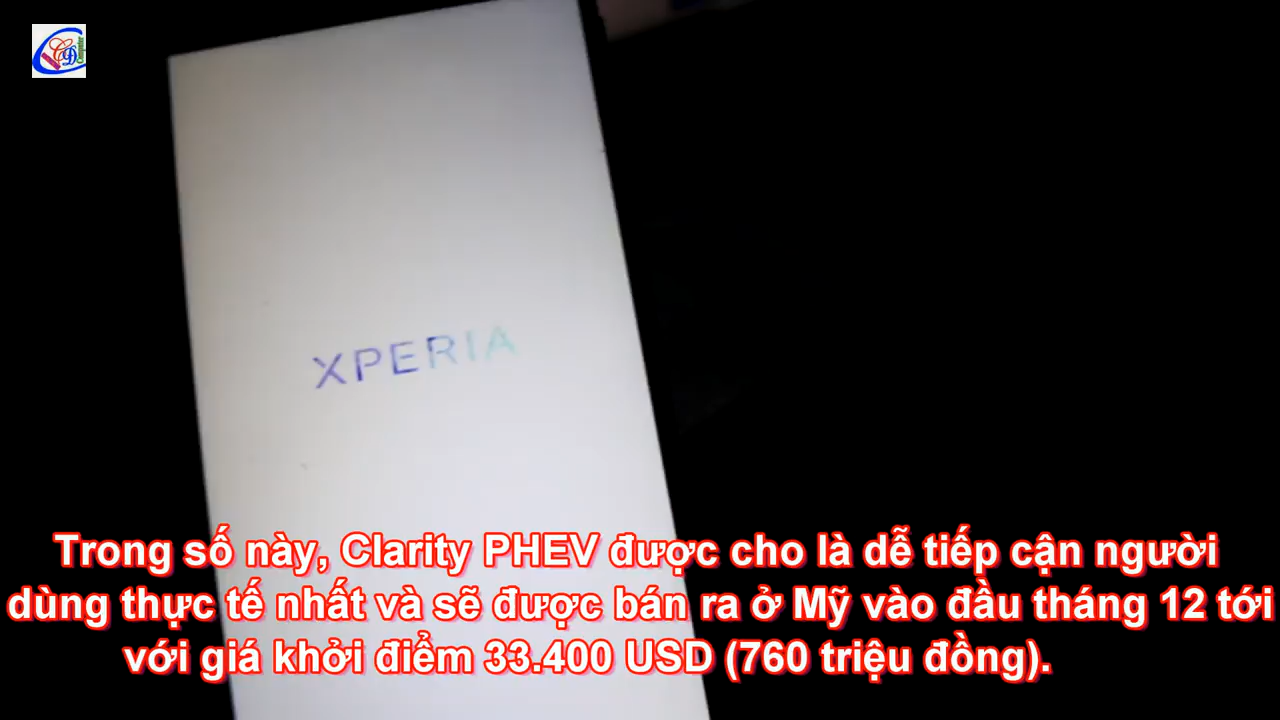 CĐ
Computer
XPERIA
Trong số này, Clarity PHEV được cho là dễ tiếp cận người
dùng thực tế nhất và sẽ được bán ra ở Mỹ vào đầu tháng 12 tới
với giá khởi điểm 33.400 USD (760 triệu đồng).